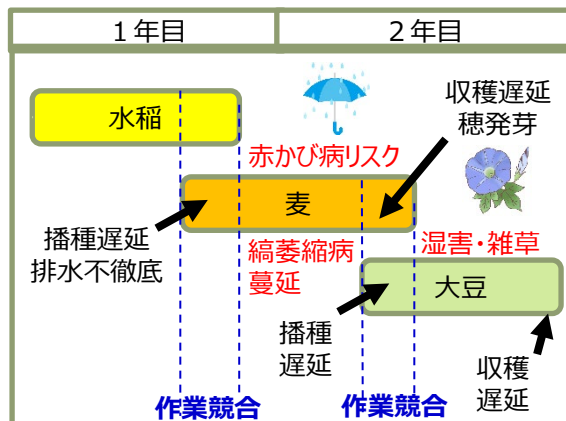 1年目
2年目
水稲
収穫遅延
穂発芽
赤かび病リスク
麦
播種遅延
排水不徹底
縞萎縮病
蔓延
湿害・雑草
大豆
播種
遅延
収穫
遅延
作業競合
作業競合